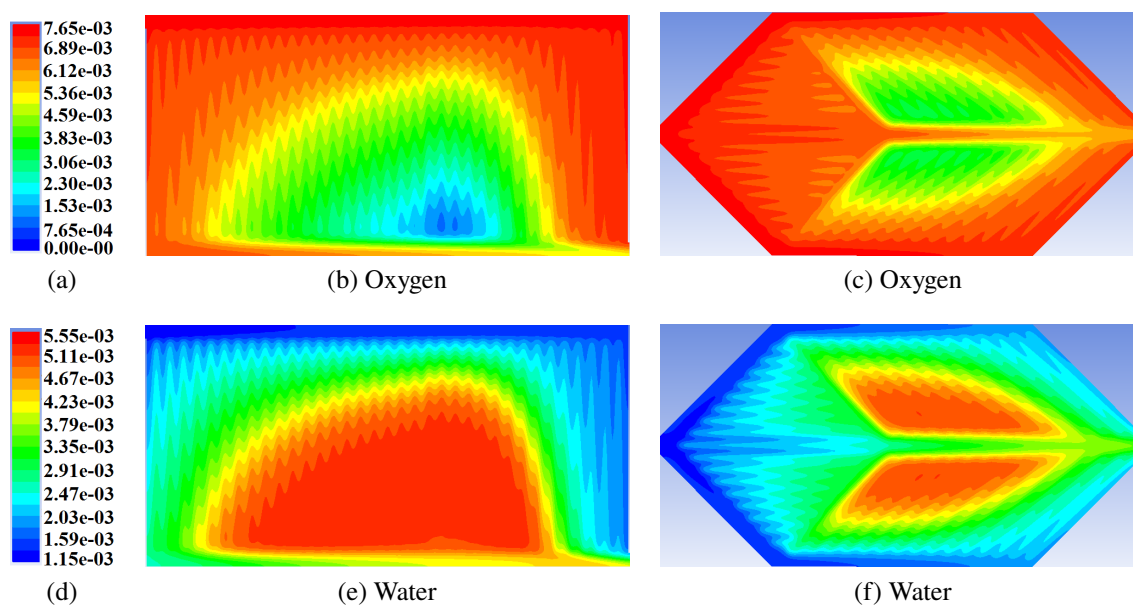 7.65e-03
6.89e-03
6.12e-03
5.36e-03
4.59e-03
3.83e-03
3.06e-03
2.30e-03
1.53e-03
7.65e-04
0.00e-00
(a)
(b) Oxygen
(c) Oxygen
5.55e-03
5.11e-03
4.67e-03
4.23e-03
3.79e-03
3.35e-03
2.91e-03
2.47e-03
2.03e-03
1.59e-03
1.15e-03
(d)
(e) Water
(f) Water